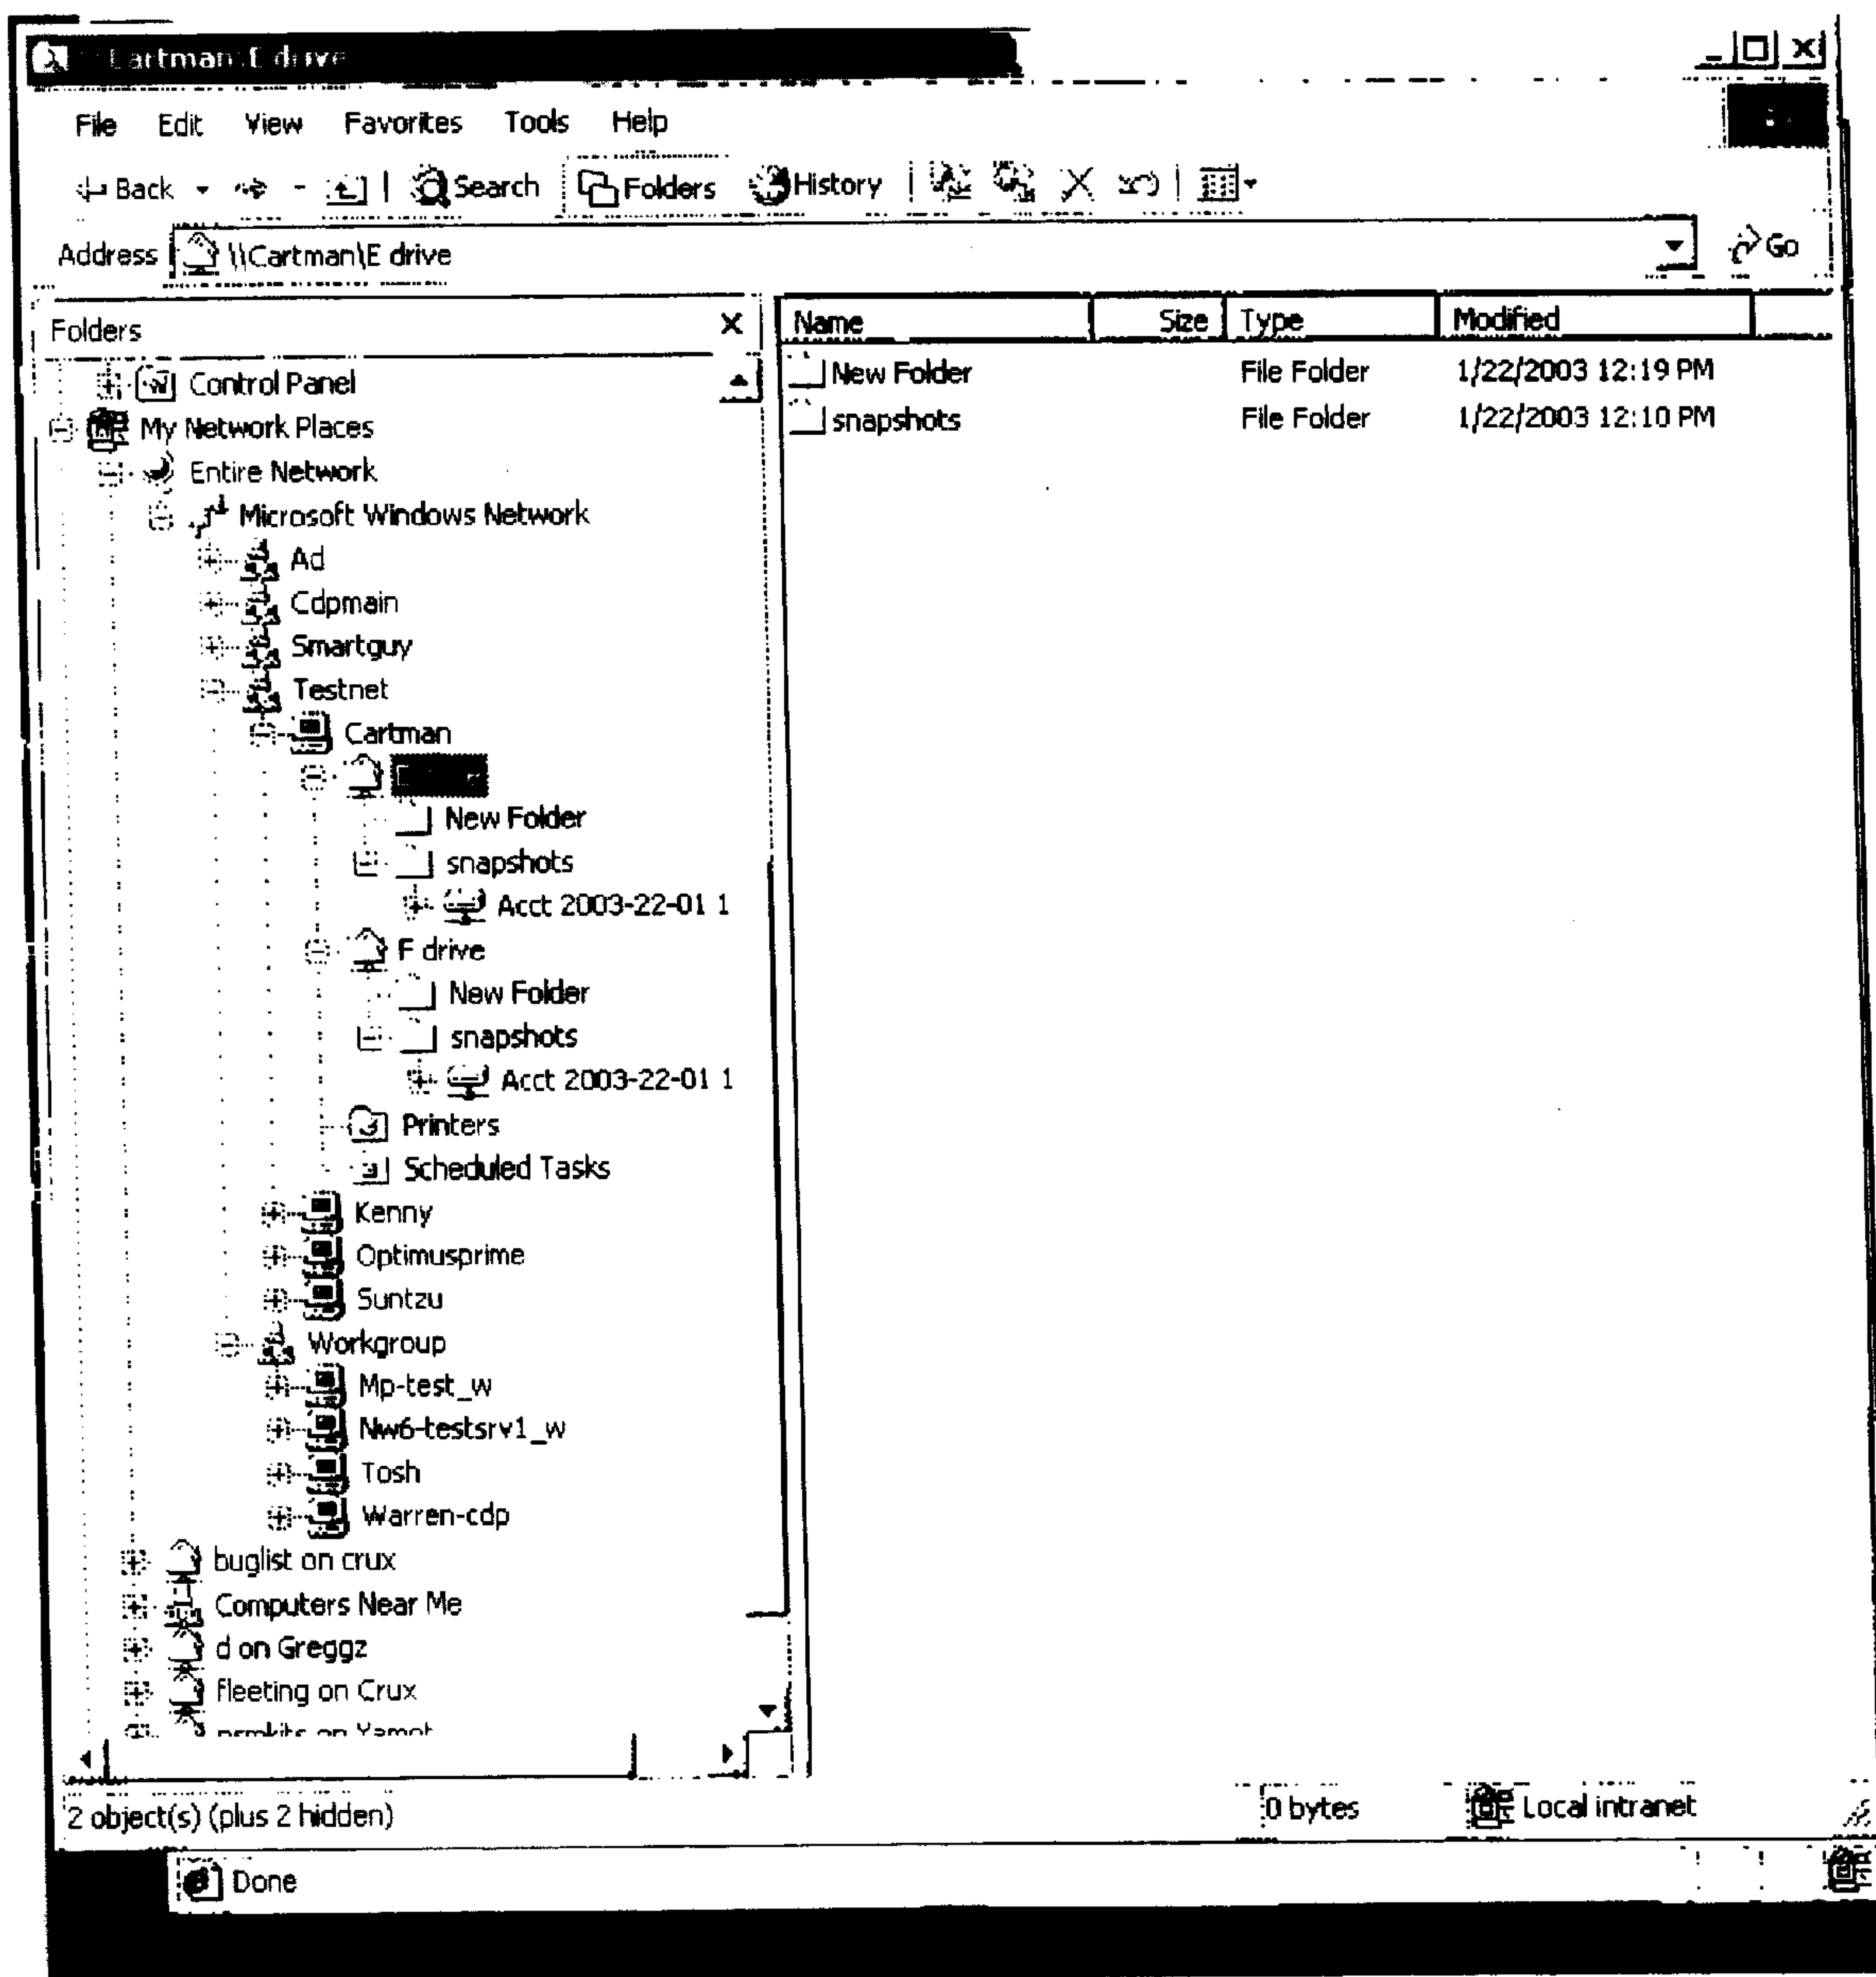 Cartman E drive
File Edit View Favorites Tools Help
Back Search Folders History
Address \\Cartman\E drive Go
Folders
Name Size Type Modified
New Folder File Folder 1/22/2003 12:19 PM
snapshots File Folder 1/22/2003 12:10 PM
Control Panel
My Network Places
Entire Network
Microsoft Windows Network
Ad
Cdpmain
Smartguy
Testnet
Cartman
New Folder
snapshots
Acct 2003-22-01 1
F drive
New Folder
snapshots
Acct 2003-22-01 1
Printers
Scheduled Tasks
Kenny
Optimusprime
Suntzu
Workgroup
Mp-test_w
Nw6-testsrv1_w
Tosh
Warren-cdp
buglist on crux
Computers Near Me
d on Greggz
fleeting on Crux
2 object(s) (plus 2 hidden) 0 bytes Local intranet
Done